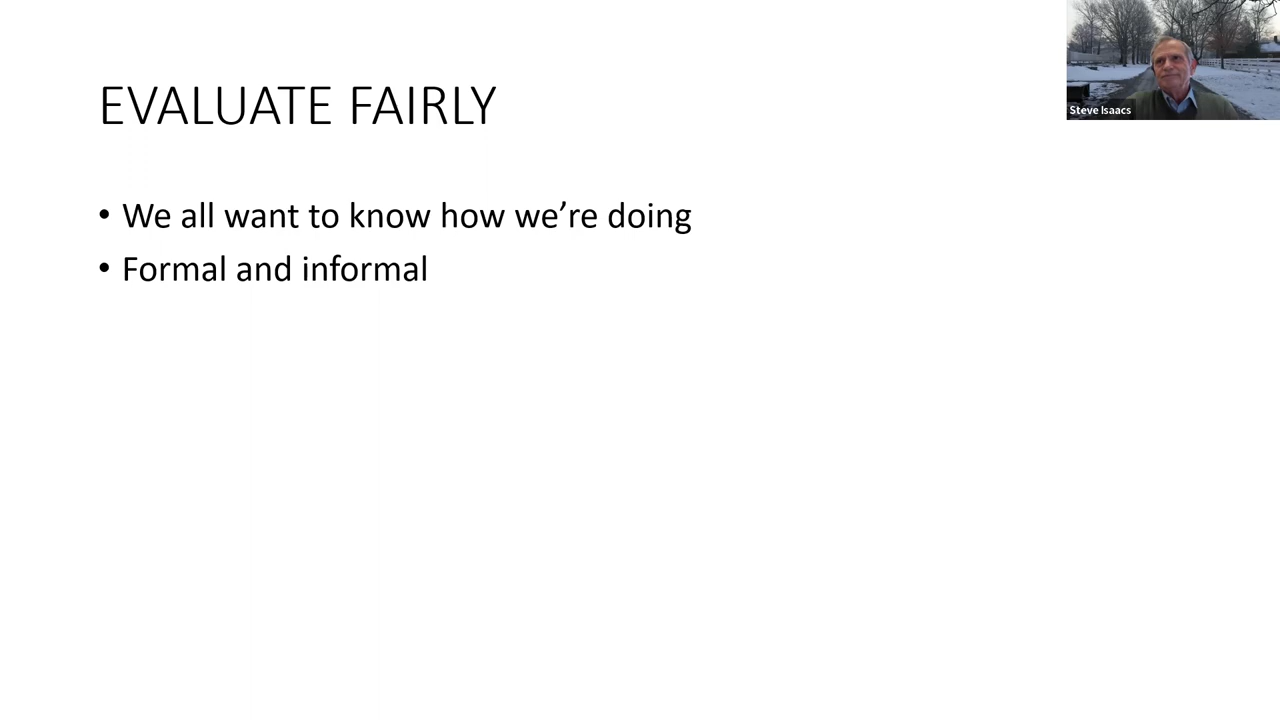 EVALUATE FAIRLY
• We all want to know how we’re doing
• Formal and informal
Steve Isaacs